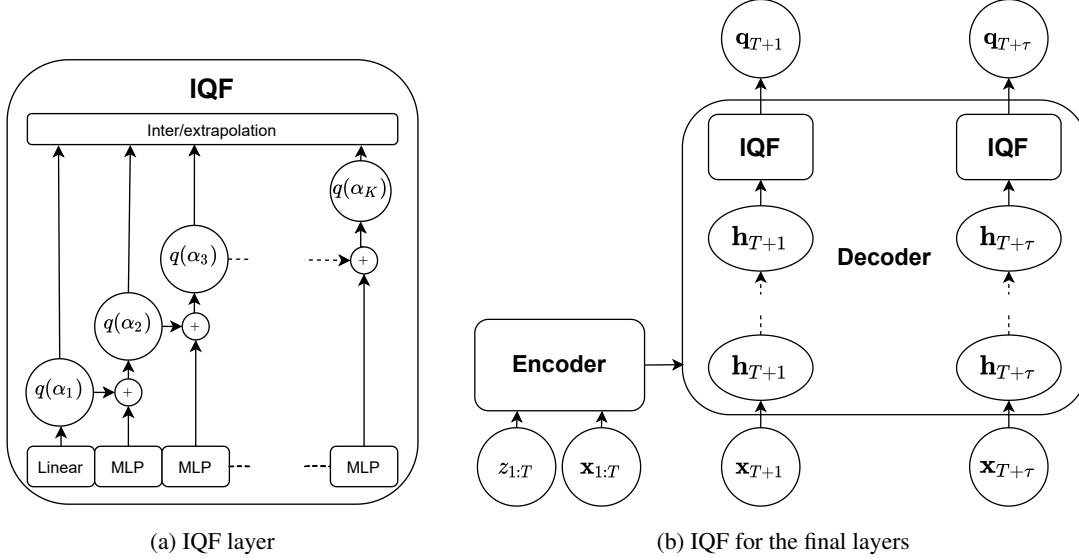 IQF
Inter/extrapolation
q(α_K)
q(α_3)
+
q(α_2)
+
q(α_1)
+
Linear MLP MLP MLP
(a) IQF layer
q_{T+1} q_{T+τ}
IQF IQF
h_{T+1} h_{T+τ}
Decoder
Encoder
h_{T+1} h_{T+τ}
z_{1:T} x_{1:T} x_{T+1} x_{T+τ}
(b) IQF for the final layers